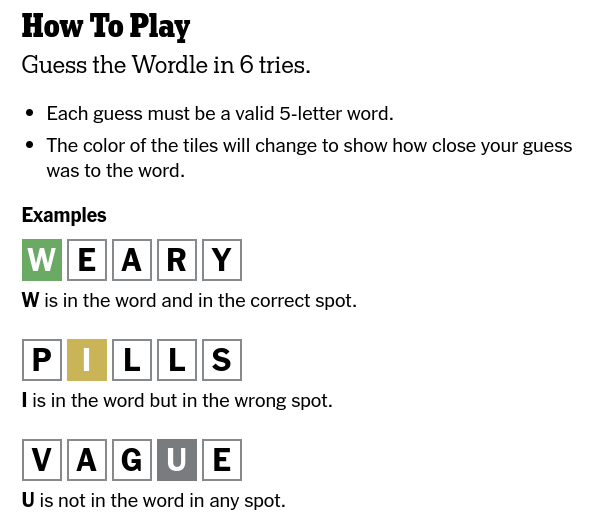 How To Play
Guess the Wordle in 6 tries.
• Each guess must be a valid 5-letter word.
• The color of the tiles will change to show how close your guess
was to the word.
Examples
W E A R Y
W is in the word and in the correct spot.
P I L L S
I is in the word but in the wrong spot.
V A G U E
U is not in the word in any spot.